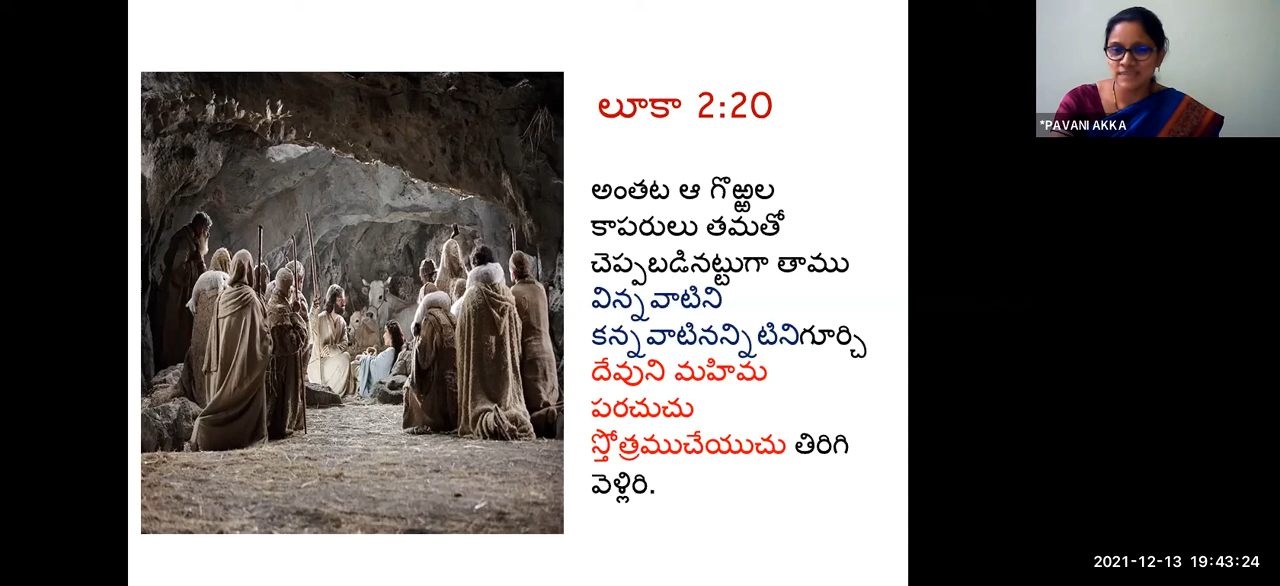 లూకా 2:20
అంతట ఆ గొఱ్ఱల
కాపరులు తమతో
చెప్పబడినట్టుగా తాము
విన్నవాటిని
కన్నవాటినన్నిటినిగూర్చి
దేవుని మహిమ
పరచుచు
స్తోత్రముచేయుచు తిరిగి
వెళ్లిరి.
*PAVANI AKKA
2021-12-13 19:43:24